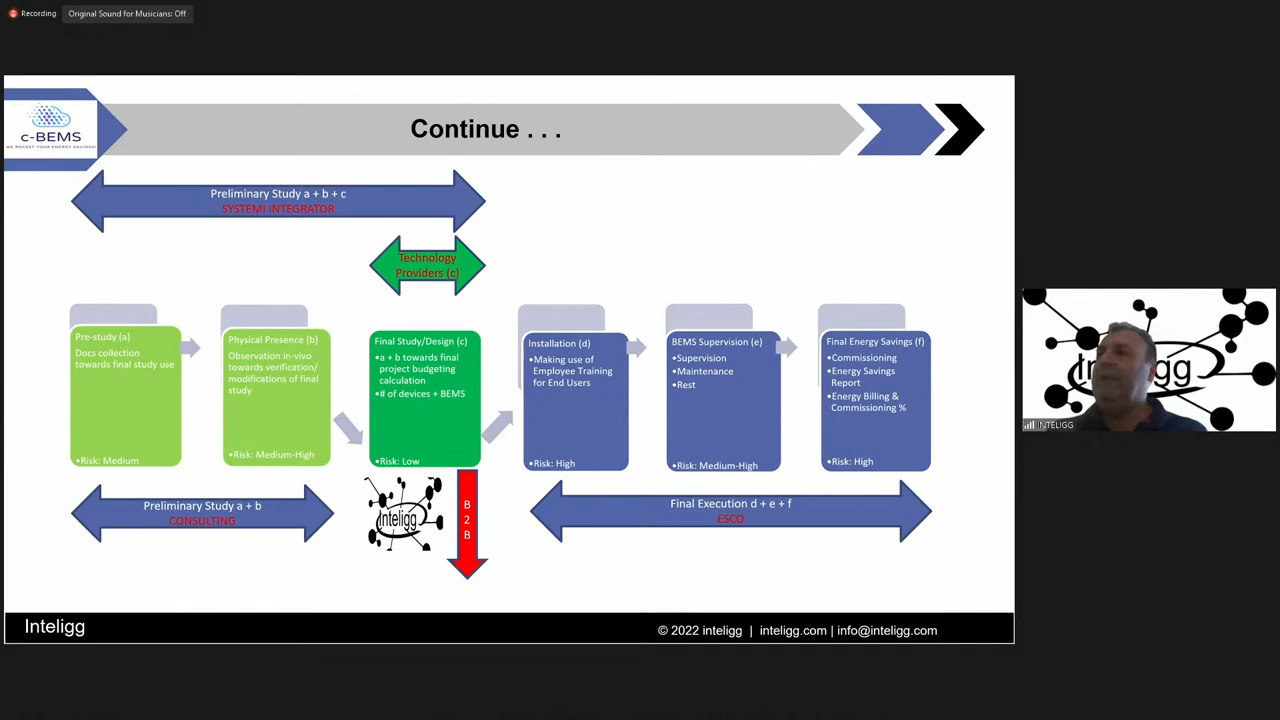 Recording
Original Sound for Musicians: Off
c-BEMS
WE ROCKET YOUR ENERGY SAVINGS!
Continue . . .
Preliminary Study a + b + c
SYSTEMI INTEGRATOR
Technology
Providers (c)
Pre-study (a)
Docs collection
towards final study use
•Risk: Medium
Physical Presence (b)
Observation in-vivo
towards verification/
modifications of final
study
•Risk: Medium-High
Final Study/Design (c)
•a + b towards final
project budgeting
calculation
•# of devices + BEMS
•Risk: Low
Installation (d)
•Making use of
Employee Training
for End Users
•Risk: High
BEMS Supervision (e)
•Supervision
•Maintenance
•Rest
•Risk: Medium-High
Final Energy Savings (f)
•Commissioning
•Energy Savings
Report
•Energy Billing &
Commissioning %
•Risk: High
Preliminary Study a + b
CONSULTING
Inteligg
B
2
B
Final Execution d + e + f
ESCO
Inteligg
© 2022 inteligg | inteligg.com | info@inteligg.com
INTELIGG